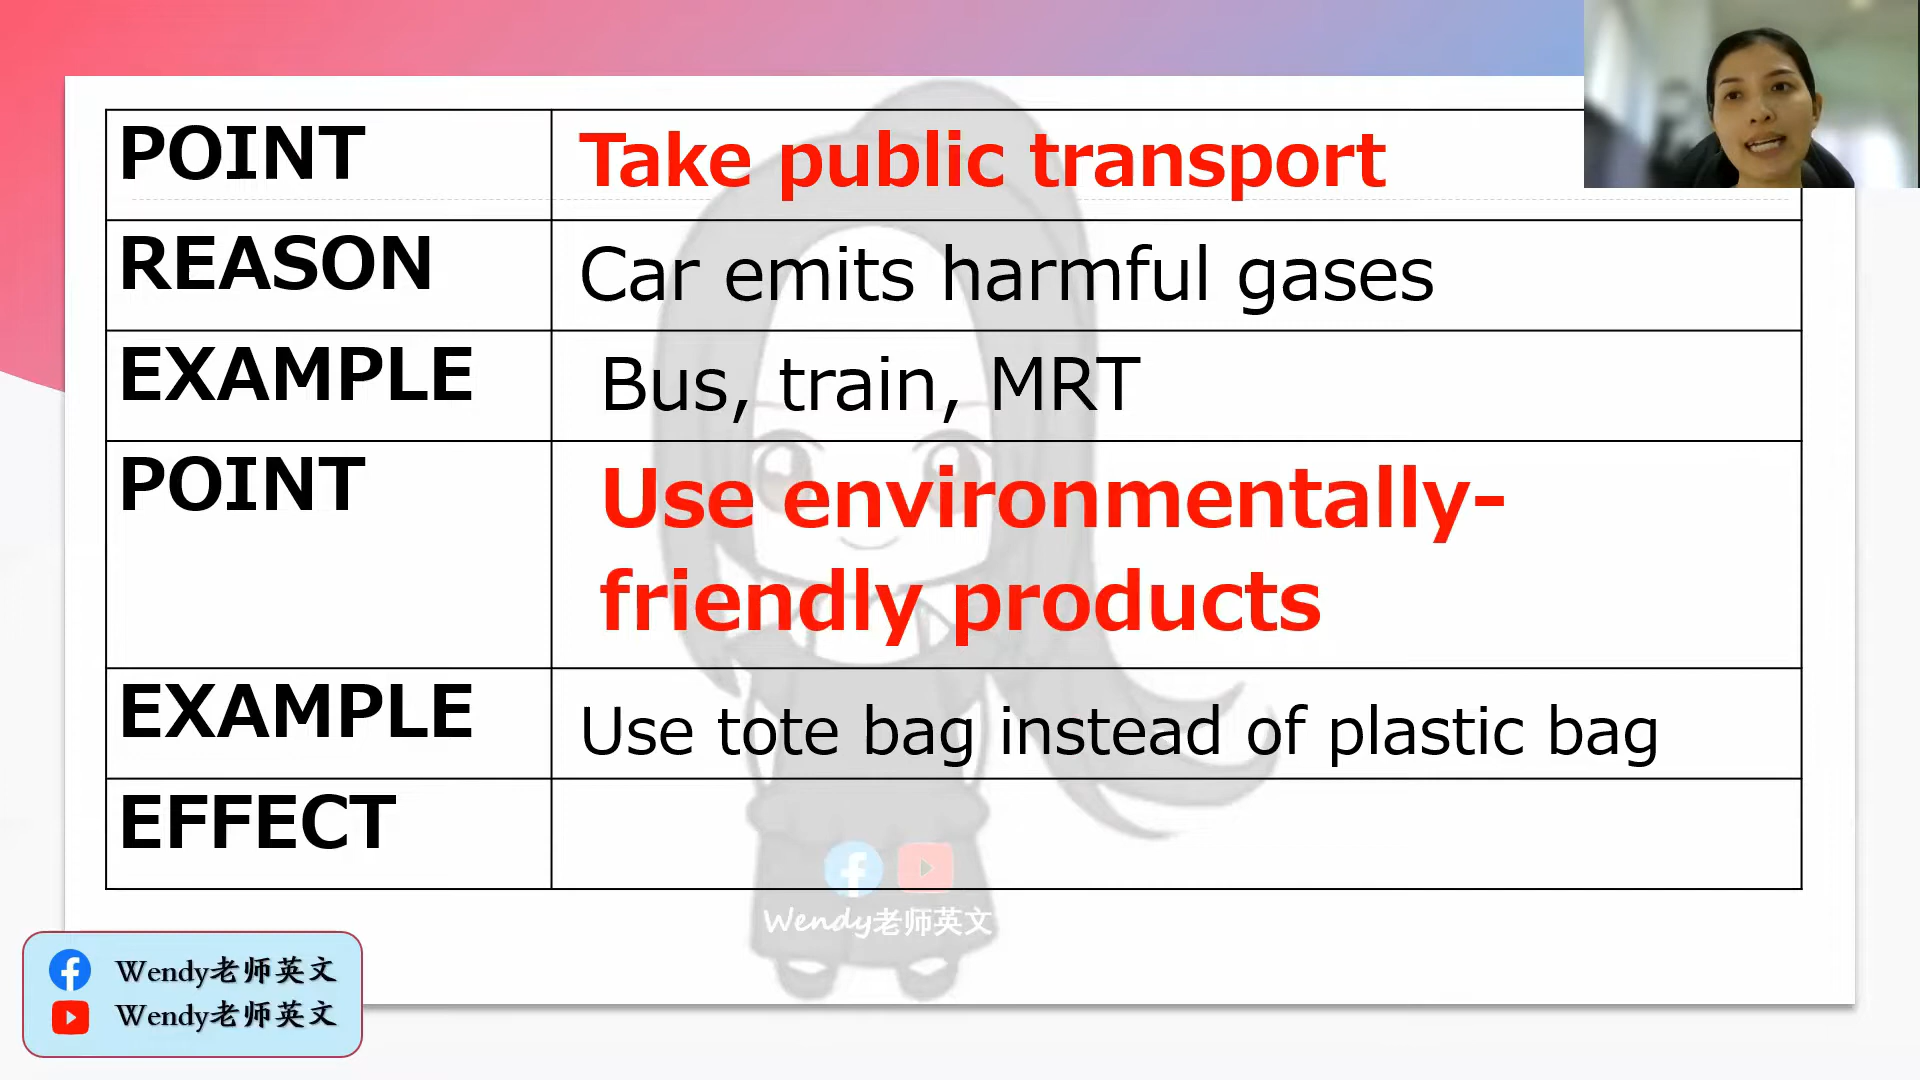 POINT
Take public transport
REASON
Car emits harmful gases
EXAMPLE
Bus, train, MRT
POINT
Use environmentally-
friendly products
EXAMPLE
Use tote bag instead of plastic bag
EFFECT
Wendy老师英文
Wendy老师英文
Wendy老师英文